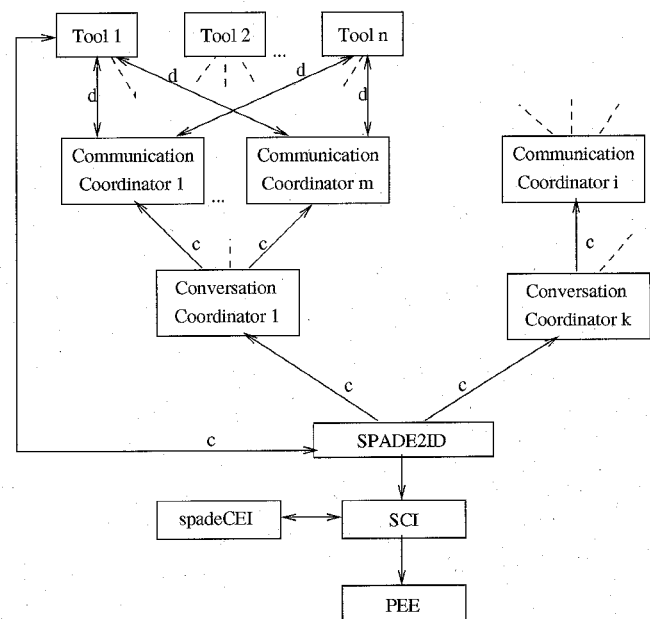 Tool 1
Tool 2
...
Tool n
d
d
d
d
Communication
Coordinator 1
...
Communication
Coordinator m
Communication
Coordinator i
c
c
c
Conversation
Coordinator 1
Conversation
Coordinator k
c
c
c
SPADE2ID
spadeCEI
SCI
PEE